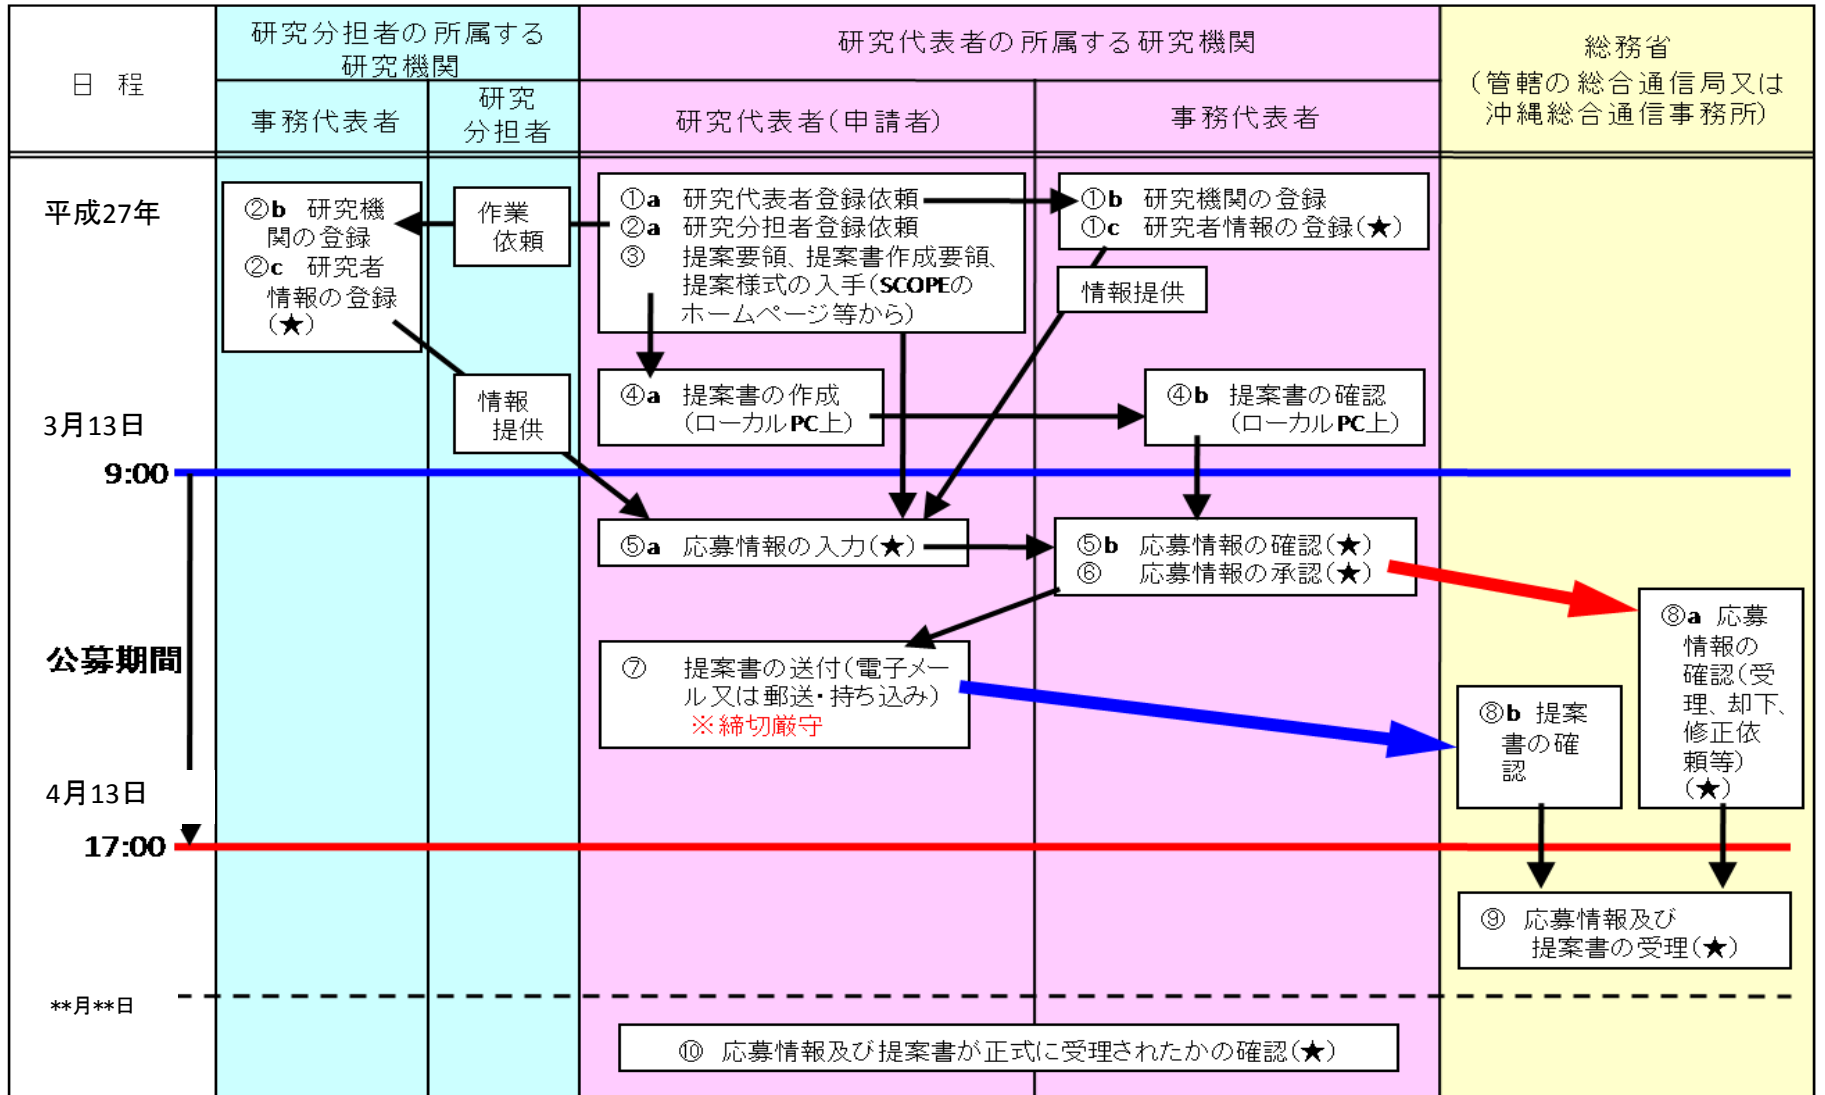 日 程
研究分担者の所属する
研究機関
事務代表者
研究
分担者
研究代表者の所属する研究機関
研究代表者(申請者)
事務代表者
総務省
(管轄の総合通信局又は
沖縄総合通信事務所)
平成27年
②b 研究機
関の登録
②c 研究者
情報の登録
(★)
作業
依頼
①a 研究代表者登録依頼
②a 研究分担者登録依頼
③ 提案要領、提案書作成要領、
提案様式の入手(SCOPEの
ホームページ等から)
①b 研究機関の登録
①c 研究者情報の登録(★)
情報提供
情報
提供
④a 提案書の作成
(ローカルPC上)
④b 提案書の確認
(ローカルPC上)
3月13日
9:00
⑤a 応募情報の入力(★)
⑤b 応募情報の確認(★)
⑥ 応募情報の承認(★)
公募期間
⑦ 提案書の送付(電子メー
ル又は郵送・持ち込み)
※締切厳守
⑧b 提案
書の確
認
⑧a 応募
情報の
確認(受
理、却下、
修正依
頼等)
(★)
4月13日
17:00
⑨ 応募情報及び
提案書の受理(★)
**月**日
⑩ 応募情報及び提案書が正式に受理されたかの確認(★)